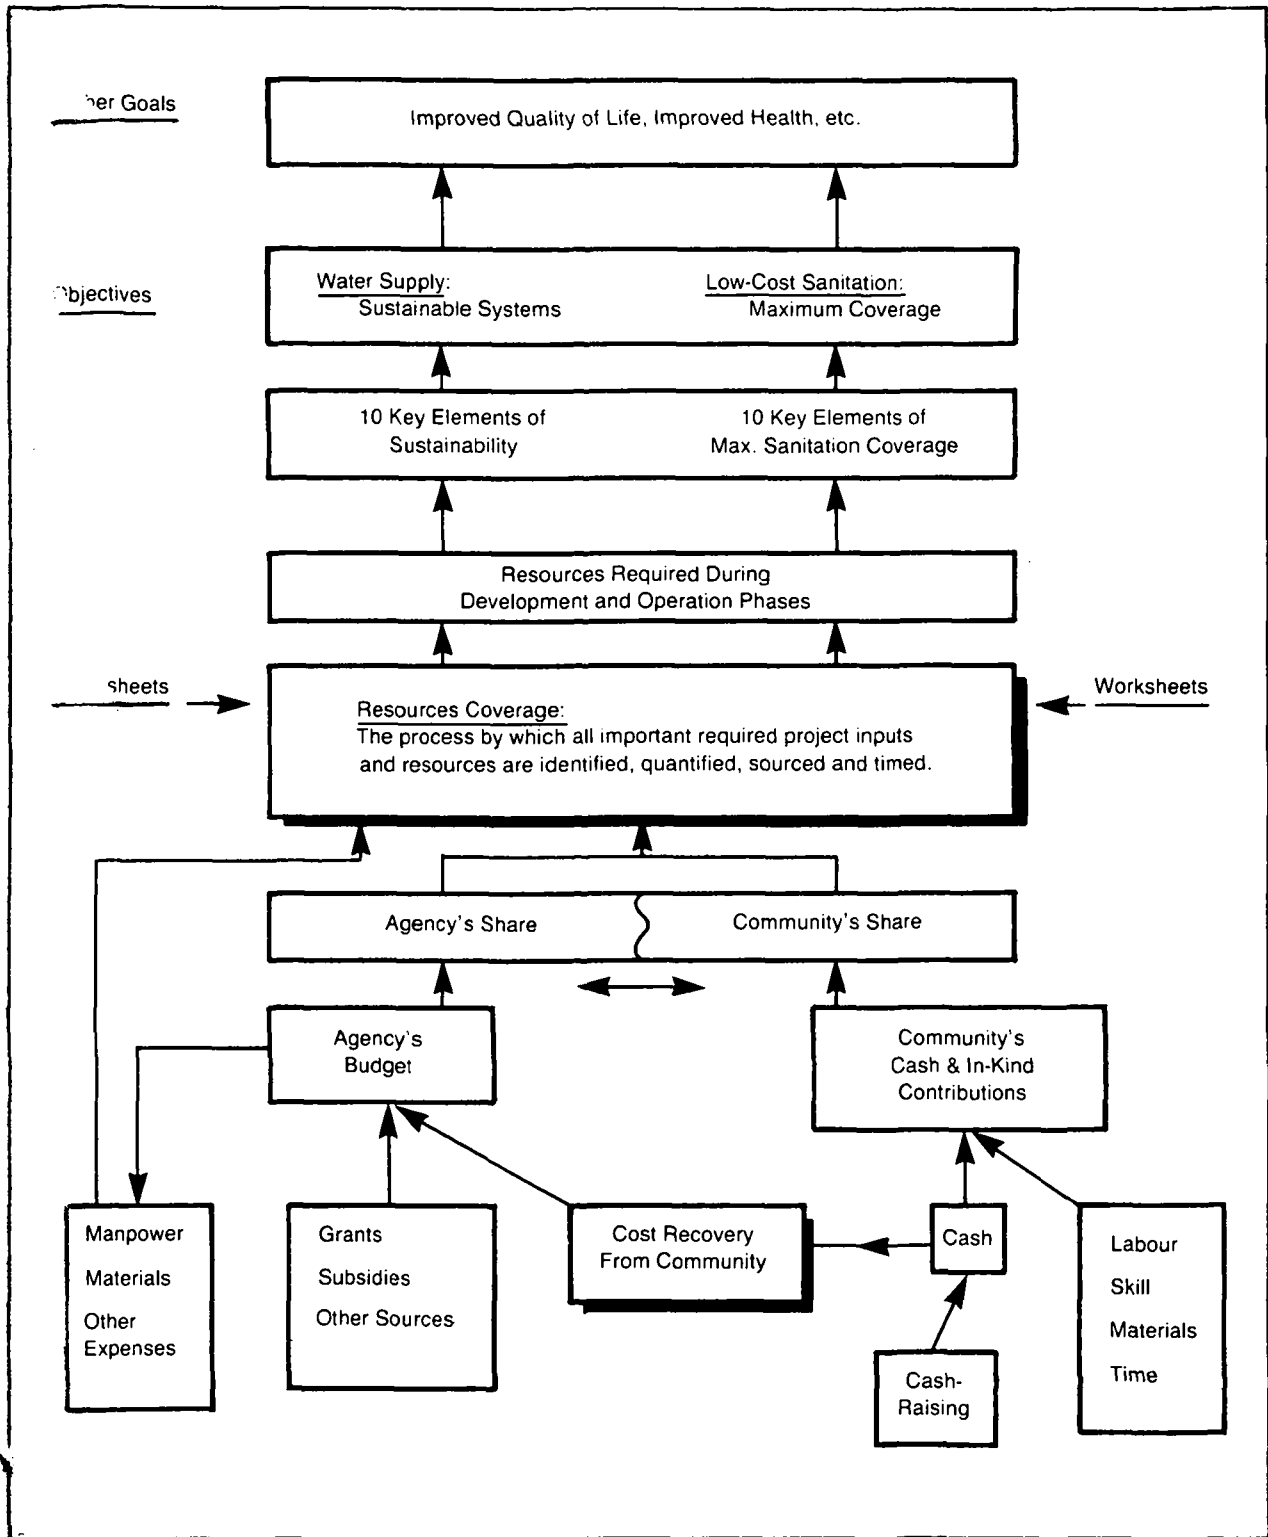 Goals
Improved Quality of Life, Improved Health, etc.
Water Supply:
Sustainable Systems
Low-Cost Sanitation:
Maximum Coverage
10 Key Elements of
Sustainability
10 Key Elements of
Max. Sanitation Coverage
Resources Required During
Development and Operation Phases
Worksheets
Resources Coverage:
The process by which all important required project inputs
and resources are identified, quantified, sourced and timed.
Agency's Share
Community's Share
Agency's
Budget
Community's
Cash & In-Kind
Contributions
Manpower
Materials
Other
Expenses
Grants
Subsidies
Other Sources
Cost Recovery
From Community
Cash
Cash-
Raising
Labour
Skill
Materials
Time